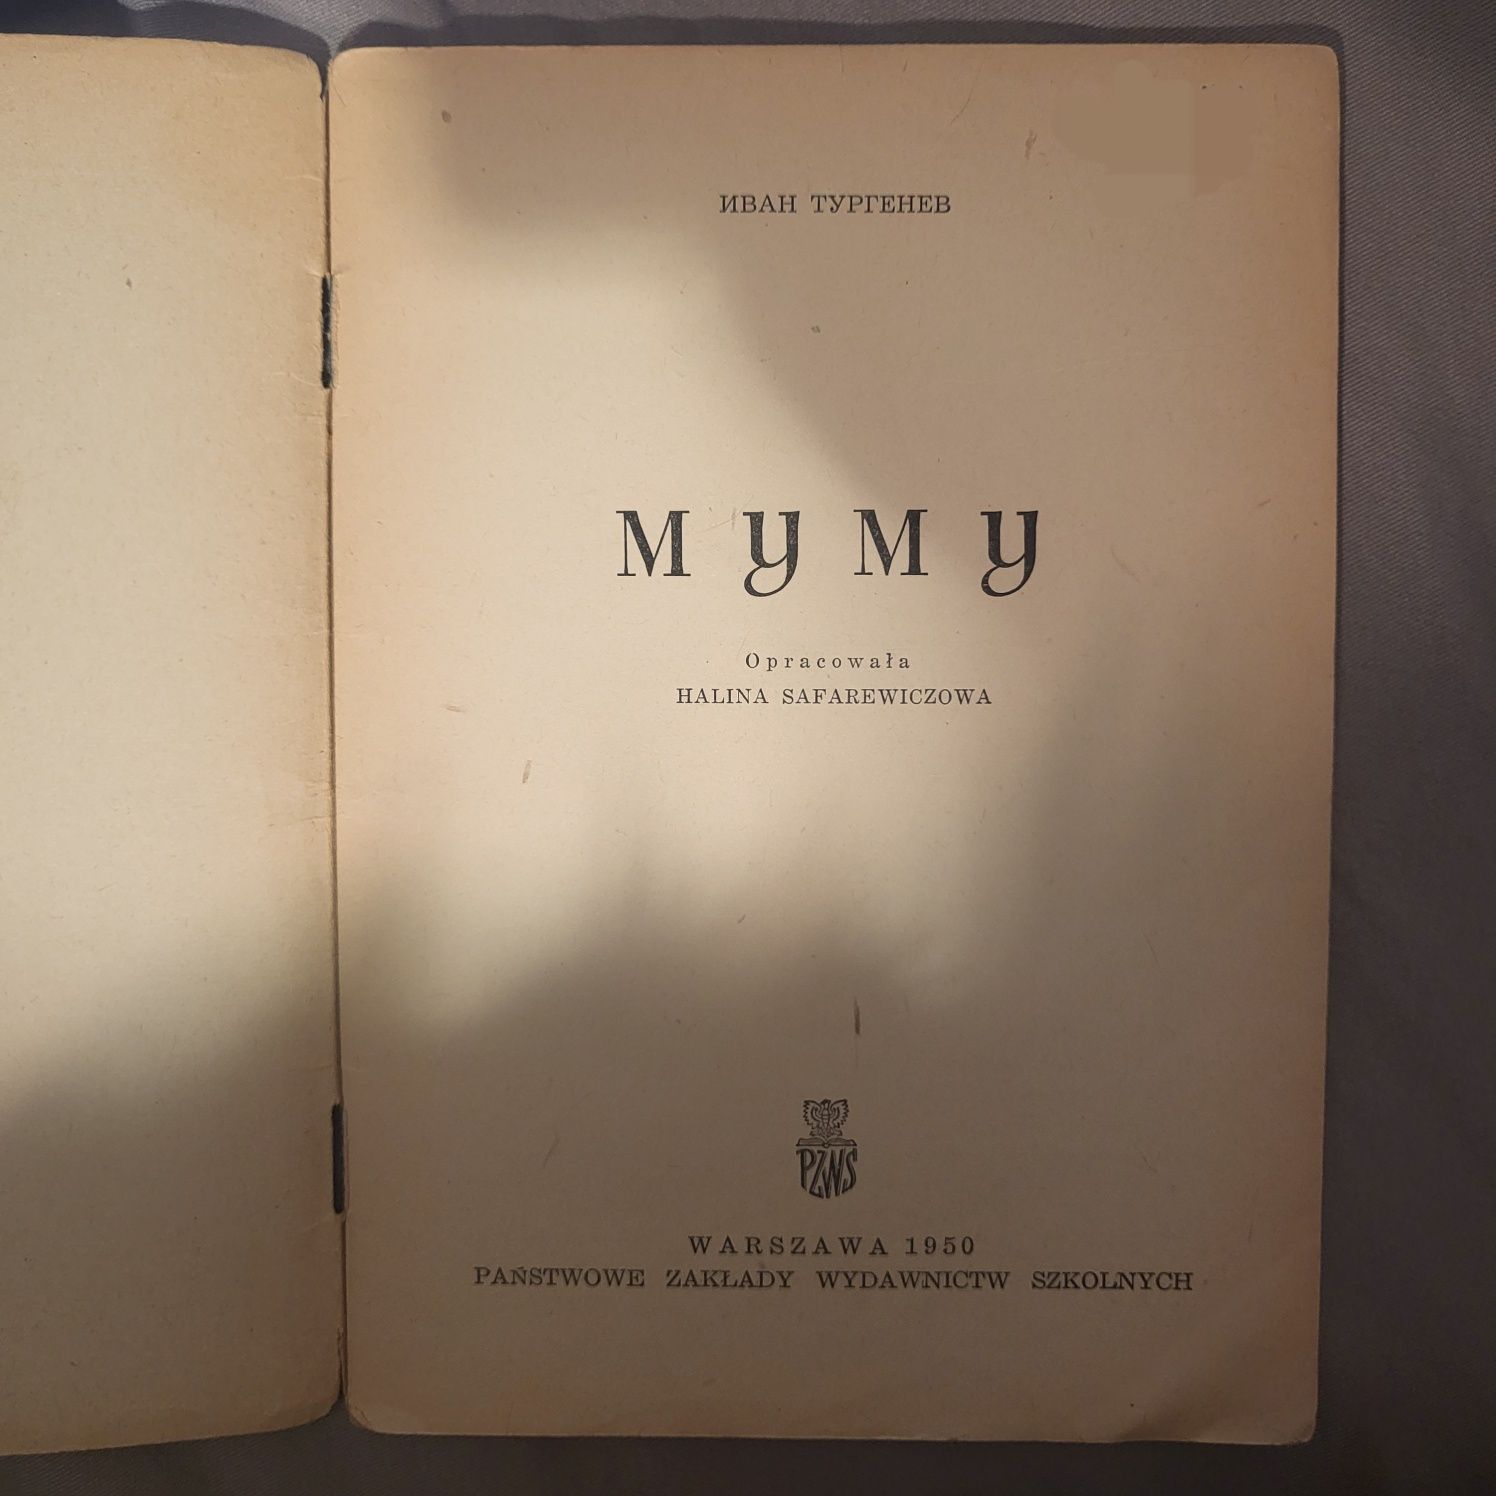 ИВАН ТУРГЕНЕВ
МУМУ
Opracowała
HALINA SAFAREWICZOWA
PZWS
WARSZAWA 1950
PAŃSTWOWE ZAKŁADY WYDAWNICTW SZKOLNYCH